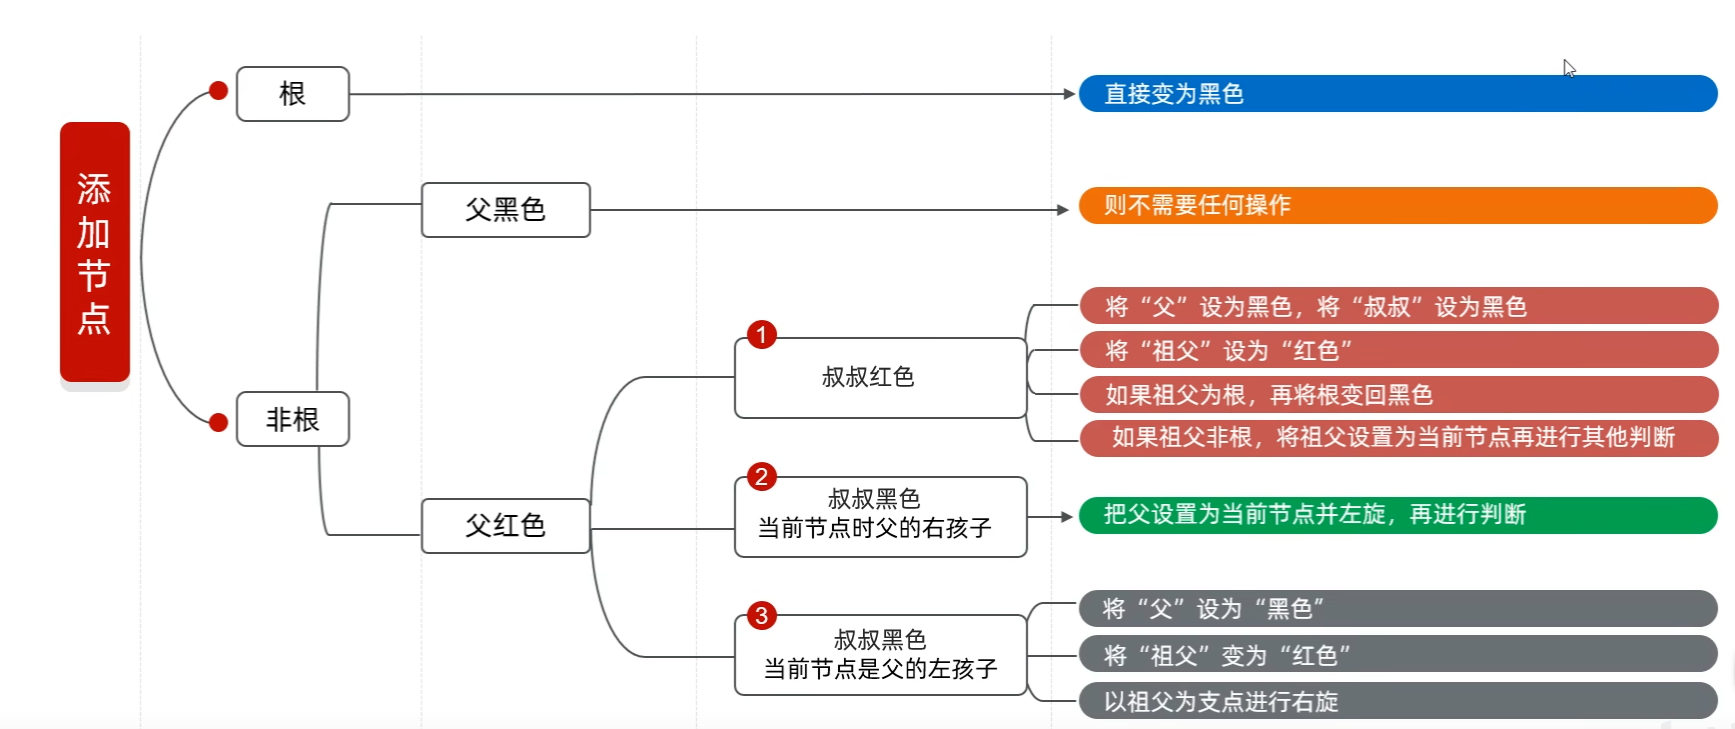 添加节点
根
直接变为黑色
父黑色
则不需要任何操作
非根
父红色
1
叔叔红色
将“父”设为黑色，将“叔叔”设为黑色
将“祖父”设为“红色”
如果祖父为根，再将根变回黑色
如果祖父非根，将祖父设置为当前节点再进行其他判断
2
叔叔黑色
当前节点时父的右孩子
把父设置为当前节点并左旋，再进行判断
3
叔叔黑色
当前节点是父的左孩子
将“父”设为“黑色”
将“祖父”变为“红色”
以祖父为支点进行右旋